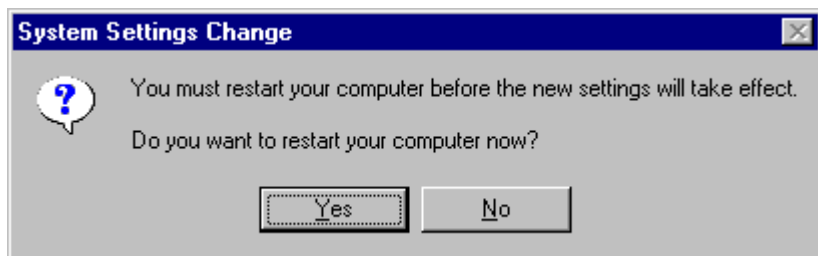 System Settings Change
You must restart your computer before the new settings will take effect.
Do you want to restart your computer now?
Yes
No